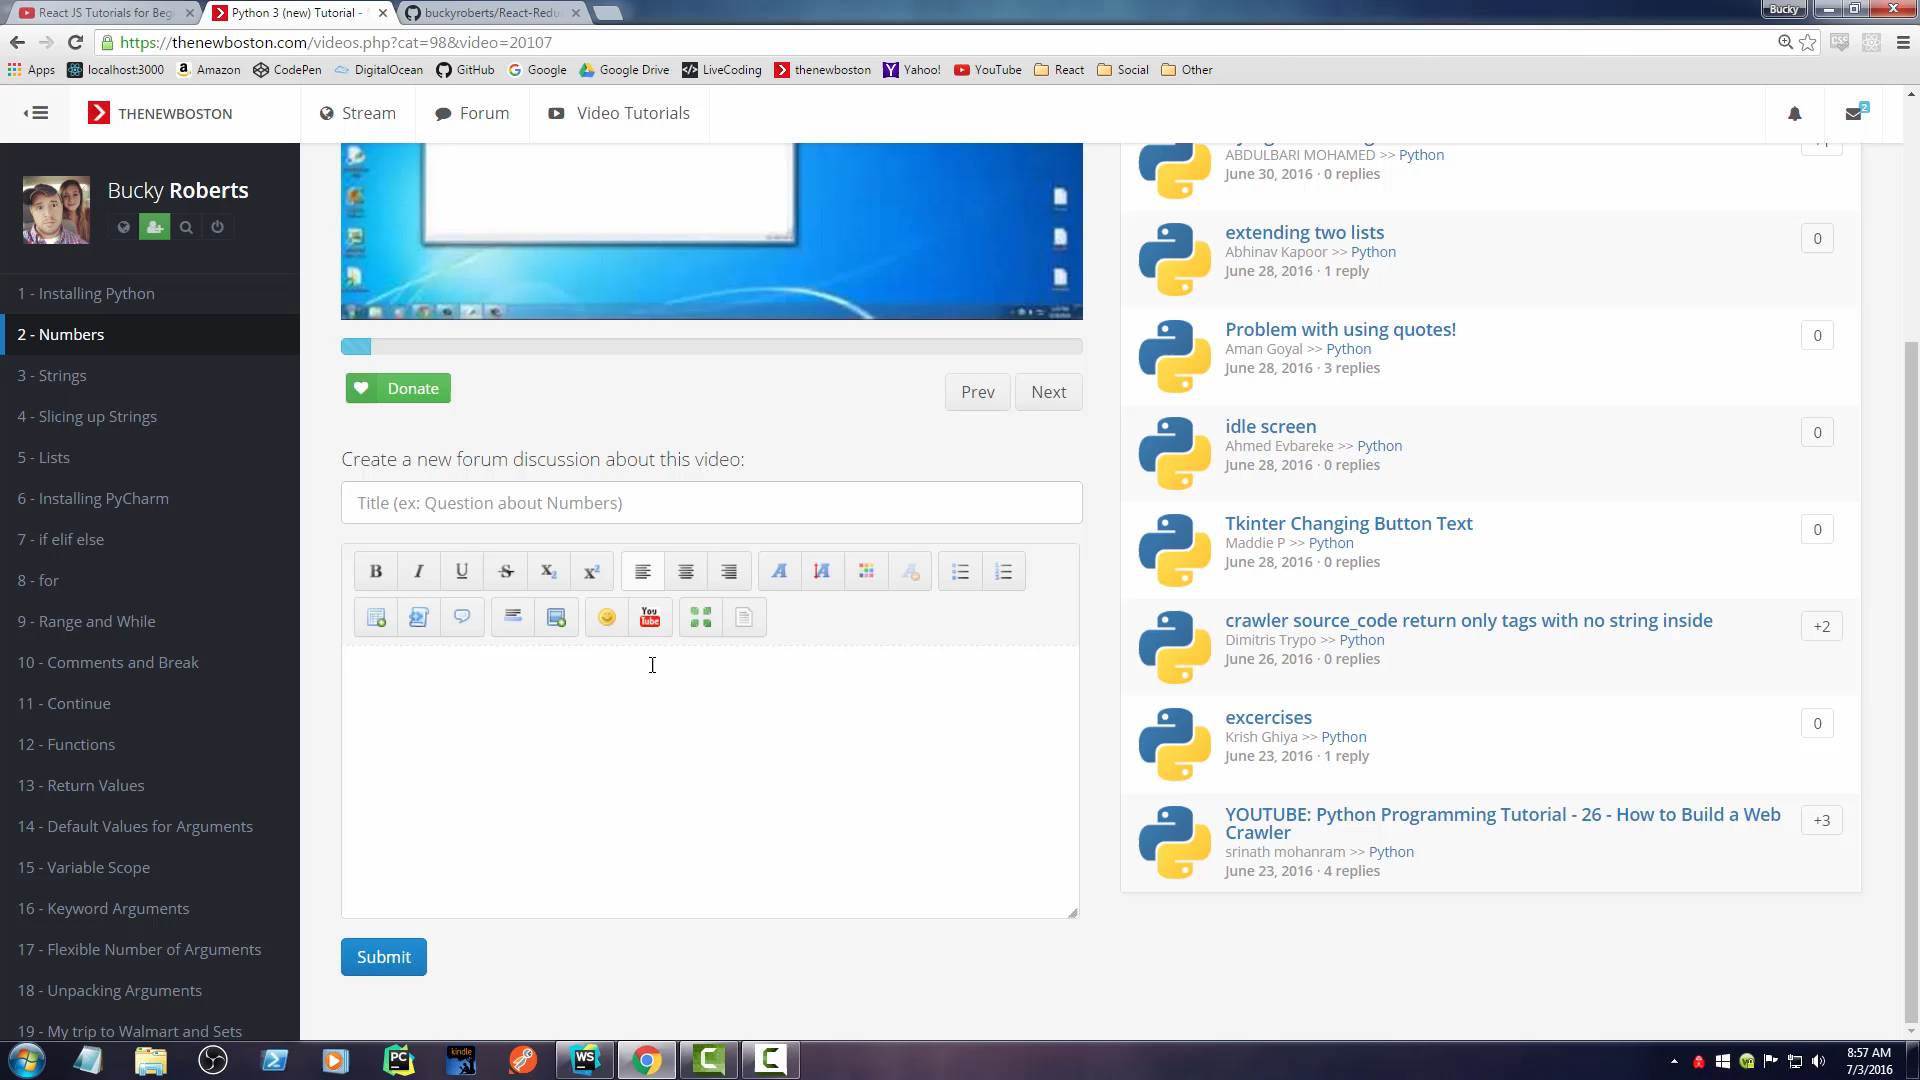 React JS Tutorials for Beg
Python 3 (new) Tutorial -
buckyroberts/React-Redu
Bucky
https://thenewboston.com/videos.php?cat=98&video=20107
Apps
localhost:3000
Amazon
CodePen
DigitalOcean
GitHub
Google
Google Drive
LiveCoding
thenewboston
Yahoo!
YouTube
React
Social
Other
THENEWBOSTON
Stream
Forum
Video Tutorials
2
Bucky Roberts
1 - Installing Python
2 - Numbers
3 - Strings
4 - Slicing up Strings
5 - Lists
6 - Installing PyCharm
7 - if elif else
8 - for
9 - Range and While
10 - Comments and Break
11 - Continue
12 - Functions
13 - Return Values
14 - Default Values for Arguments
15 - Variable Scope
16 - Keyword Arguments
17 - Flexible Number of Arguments
18 - Unpacking Arguments
19 - My trip to Walmart and Sets
Donate
Prev
Next
Create a new forum discussion about this video:
Title (ex: Question about Numbers)
B I U S X2 X2
You
Tube
Submit
ABDULBARI MOHAMED >> Python
June 30, 2016 · 0 replies
extending two lists
Abhinav Kapoor >> Python
June 28, 2016 · 1 reply
0
Problem with using quotes!
Aman Goyal >> Python
June 28, 2016 · 3 replies
0
idle screen
Ahmed Evbareke >> Python
June 28, 2016 · 0 replies
0
Tkinter Changing Button Text
Maddie P >> Python
June 28, 2016 · 0 replies
0
crawler source_code return only tags with no string inside
Dimitris Trypo >> Python
June 26, 2016 · 0 replies
+2
excercises
Krish Ghiya >> Python
June 23, 2016 · 1 reply
0
YOUTUBE: Python Programming Tutorial - 26 - How to Build a Web
Crawler
srinath mohanram >> Python
June 23, 2016 · 4 replies
+3
PC
kindle
WS
8:57 AM
7/3/2016